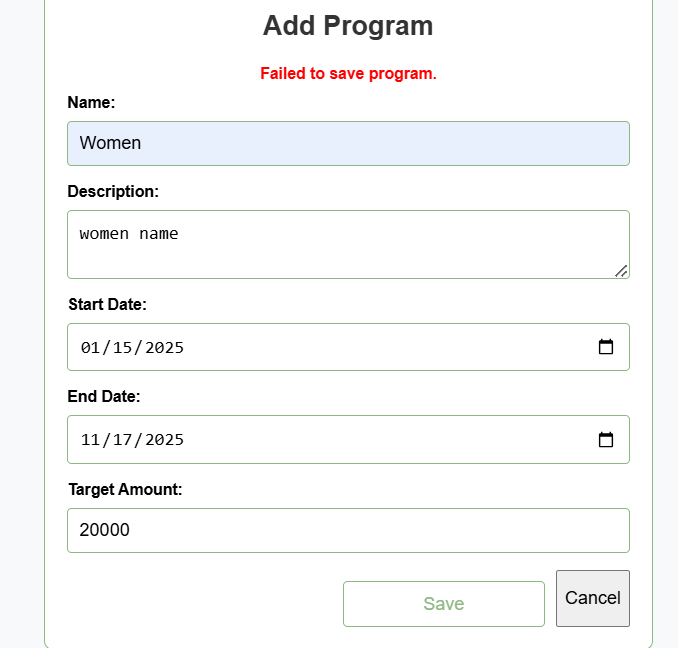 Add Program
Failed to save program.
Name:
Women
Description:
women name
Start Date:
01/15/2025
End Date:
11/17/2025
Target Amount:
20000
Save
Cancel